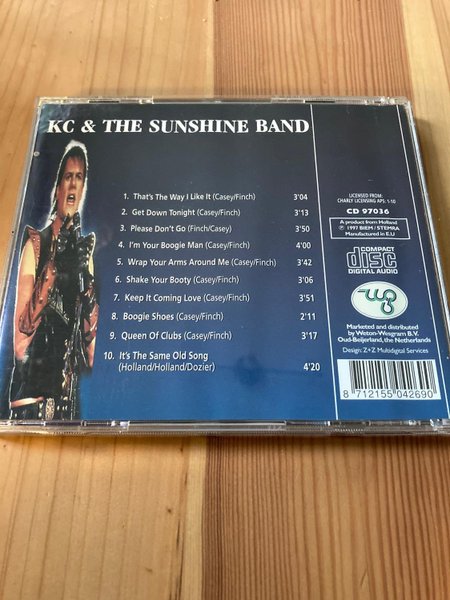 KC & THE SUNSHINE BAND
1. That's The Way I Like It (Casey/Finch) 3'04
2. Get Down Tonight (Casey/Finch) 3'13
3. Please Don't Go (Finch/Casey) 3'50
4. I'm Your Boogie Man (Casey/Finch) 4'00
5. Wrap Your Arms Around Me (Casey/Finch) 3'42
6. Shake Your Booty (Casey/Finch) 3'06
7. Keep It Coming Love (Casey/Finch) 3'51
8. Boogie Shoes (Casey/Finch) 2'11
9. Queen Of Clubs (Casey/Finch) 3'17
10. It's The Same Old Song
(Holland/Holland/Dozier) 4'20
LICENSED FROM:
CHARLY LICENSING APS: 1-10
CD 97036
A product from Holland
℗ 1997 BIEM / STEMRA
Manufactured in E.U
COMPACT
disc
DIGITAL AUDIO
Marketed and distributed
by Weton-Wesgram B.V.
Oud-Beijerland, the Netherlands
Design: Z+Z Multidigital Services
8 712155 042690